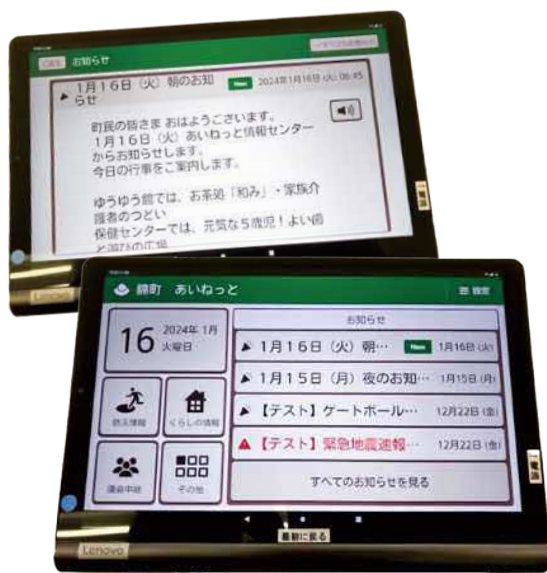 お知らせ
1月16日（火）朝のお知
らせ
New
2024年1月16日(火) 06:45
町民の皆さま おはようございます。
1月16日（火）あいねっと情報センター
からお知らせします。
今日の行事をご案内します。
ゆうゆう館では、お茶処「和み」・家族介
護者のつどい
保健センターでは、元気な5歳児！よい歯
と遊びの広場
Lenovo
錦町 あいねっと
設定
16
2024年 1月
火曜日
お知らせ
1月16日（火）朝… New 1月16日(火)
1月15日（月）夜のお知… 1月15日(月)
【テスト】ゲートボール… 12月22日(金)
【テスト】緊急地震速報… 12月22日(金)
すべてのお知らせを見る
防災情報
くらしの情報
議会中継
その他
最初に戻る
Lenovo